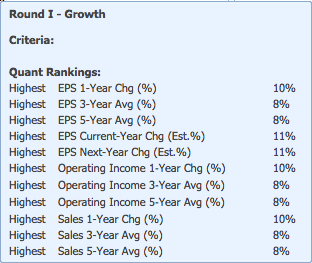 Round I - Growth
Criteria:
Quant Rankings:
Highest EPS 1-Year Chg (%) 10%
Highest EPS 3-Year Avg (%) 8%
Highest EPS 5-Year Avg (%) 8%
Highest EPS Current-Year Chg (Est.%) 11%
Highest EPS Next-Year Chg (Est.%) 11%
Highest Operating Income 1-Year Chg (%) 10%
Highest Operating Income 3-Year Avg (%) 8%
Highest Operating Income 5-Year Avg (%) 8%
Highest Sales 1-Year Chg (%) 10%
Highest Sales 3-Year Avg (%) 8%
Highest Sales 5-Year Avg (%) 8%